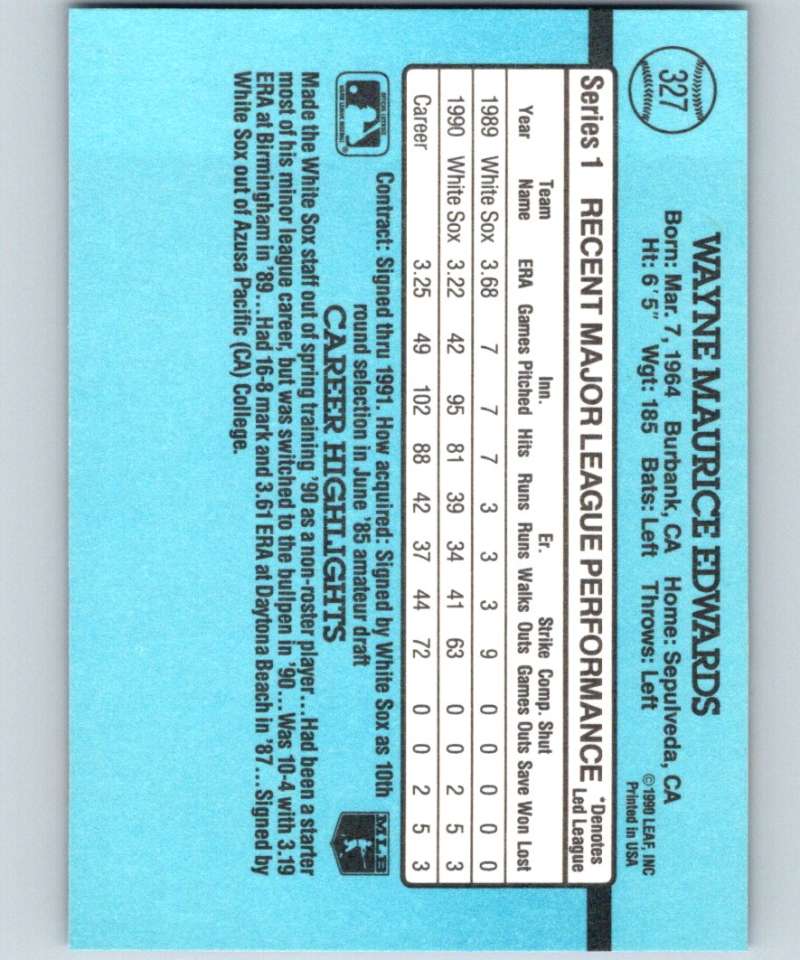 327
WAYNE MAURICE EDWARDS
Born: Mar. 7, 1964 Burbank, CA Home: Sepulveda, CA
Ht: 6'5" Wgt: 185 Bats: Left Throws: Left
©1990 LEAF, INC
Printed in USA
Series 1 RECENT MAJOR LEAGUE PERFORMANCE *Denotes
Led League
Team Inn. Er. Strike Comp. Shut
Year Name ERA Games Pitched Hits Runs Runs Walks Outs Games Outs Save Won Lost
1989 White Sox 3.68 7 7 7 3 3 3 9 0 0 0 0 0
1990 White Sox 3.22 42 95 81 39 34 41 63 0 0 2 5 3
Career 3.25 49 102 88 42 37 44 72 0 0 2 5 3
Contract: Signed thru 1991. How acquired: Signed by White Sox as 10th
round selection in June '85 amateur draft
CAREER HIGHLIGHTS
MLB
Made the White Sox staff out of spring training '90 as a non-roster player...Had been a starter
most of his minor league career, but was switched to the bullpen in '90...Was 10-4 with 3.19
ERA at Birmingham in '89...Had 16-8 mark and 3.61 ERA at Daytona Beach in '87...Signed by
White Sox out of Azusa Pacific (CA) College.